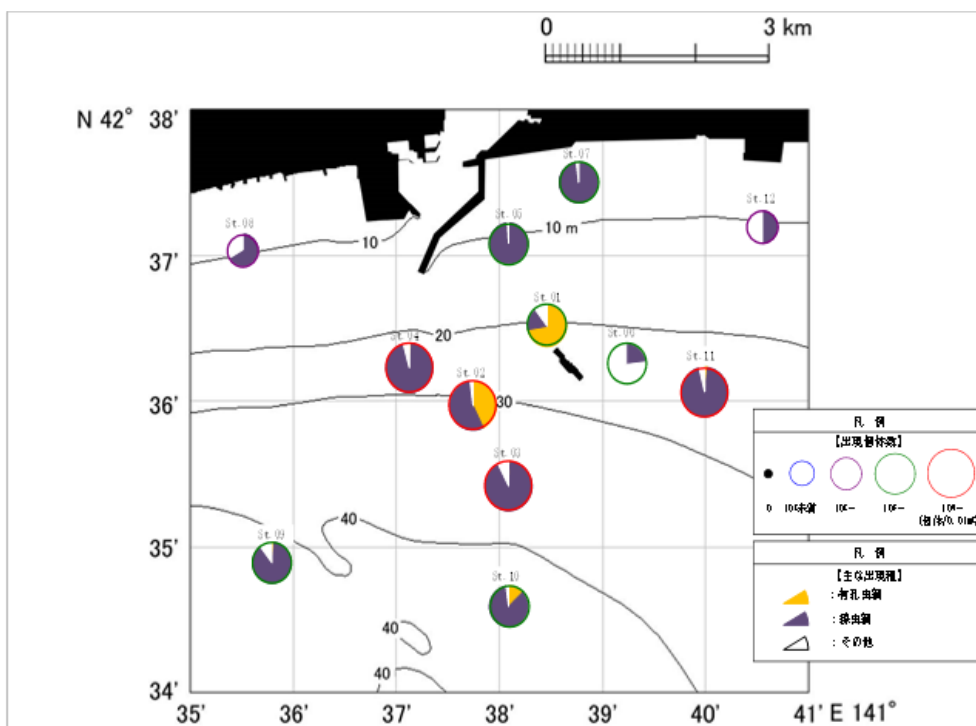 0 3 km
N 42° 38'
37'
36'
35'
34'
35' 36' 37' 38' 39' 40' 41' E 141°
St.07
St.12
St.08
St.05
10
10 m
St.01
20
St.04
St.11
St.02
30
St.03
40
St.09
St.10
40
40
凡 例
【出現個体数】
0
凡 例
【主な出現種】
：有孔虫綱
：線虫綱
：その他